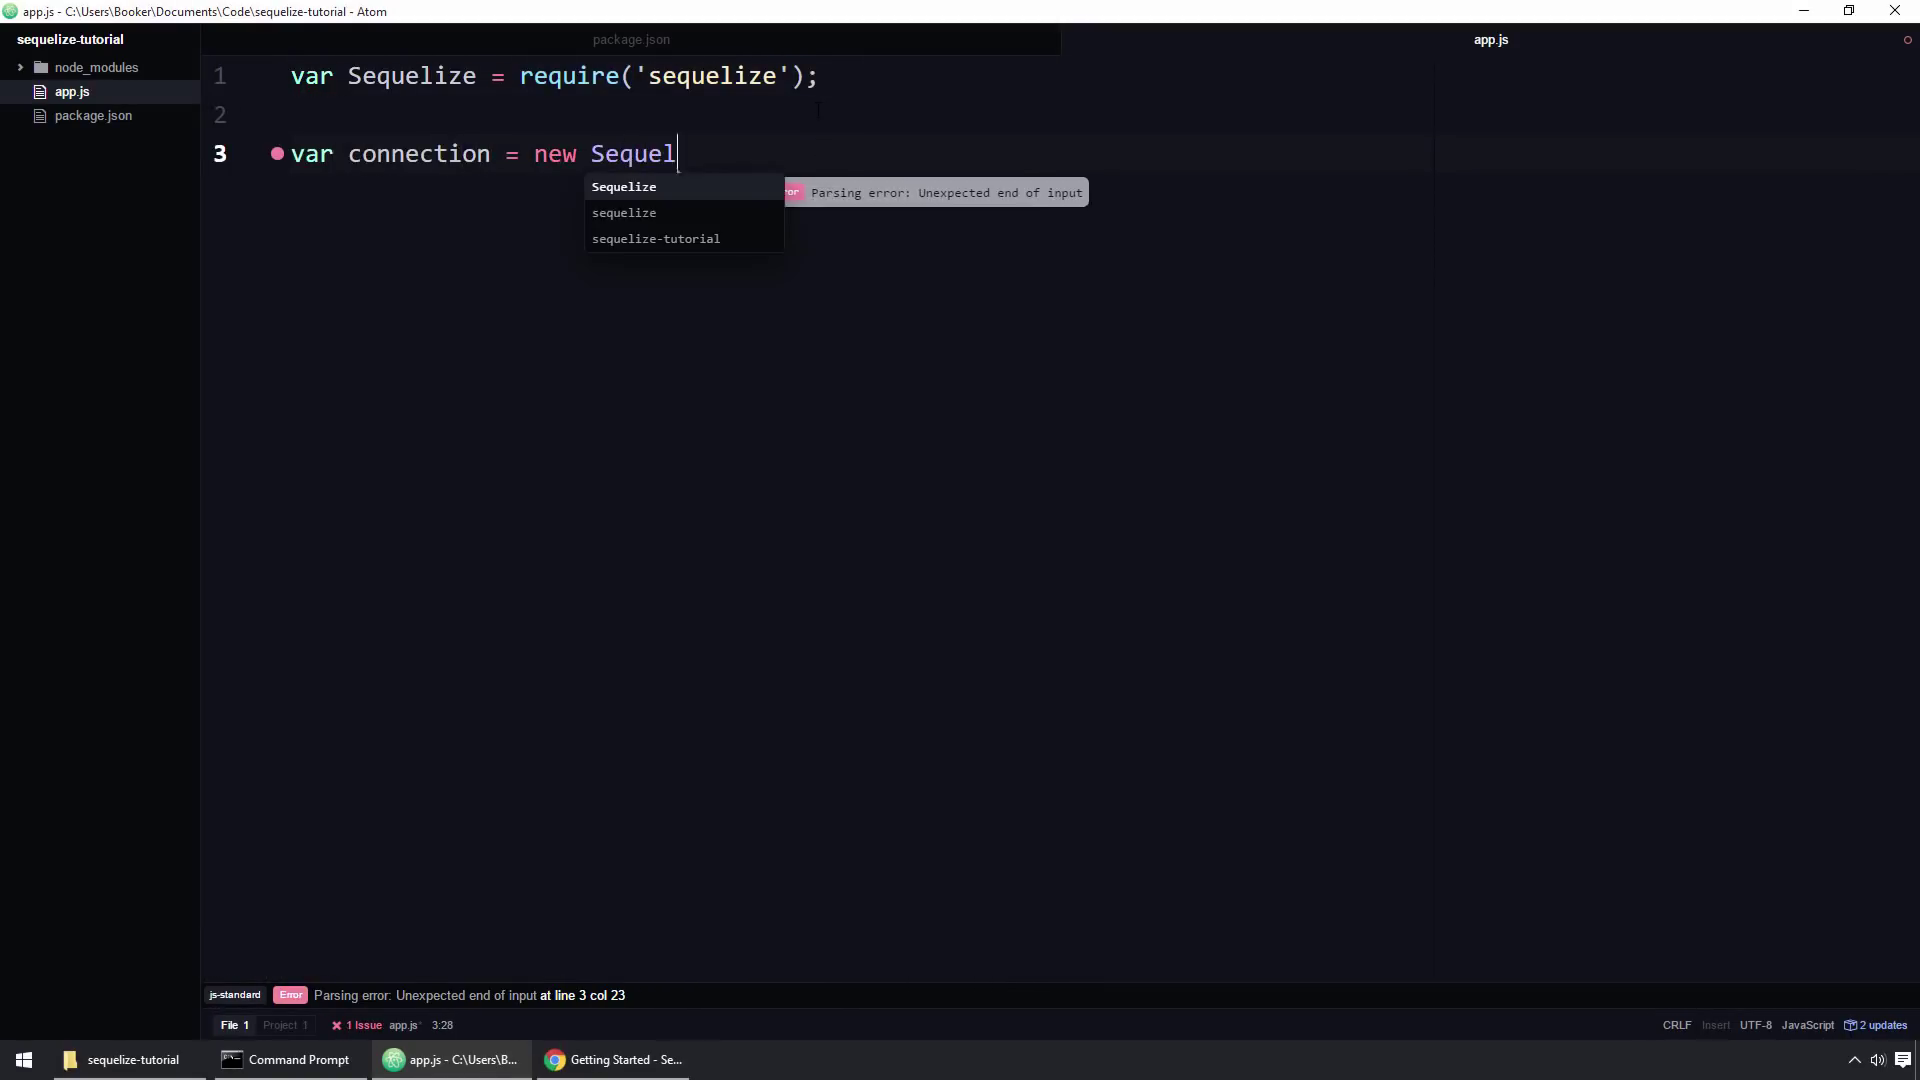 app.js - C:\Users\Booker\Documents\Code\sequelize-tutorial - Atom
sequelize-tutorial
node_modules
app.js
package.json
package.json
app.js
1 var Sequelize = require('sequelize');
2
3 var connection = new Sequel
Sequelize
sequelize
sequelize-tutorial
Parsing error: Unexpected end of input
js-standard Error Parsing error: Unexpected end of input at line 3 col 23
File 1 Project 1 1 Issue app.js* 3:28 CRLF Insert UTF-8 JavaScript 2 updates
sequelize-tutorial Command Prompt app.js - C:\Users\B... Getting Started - Se...